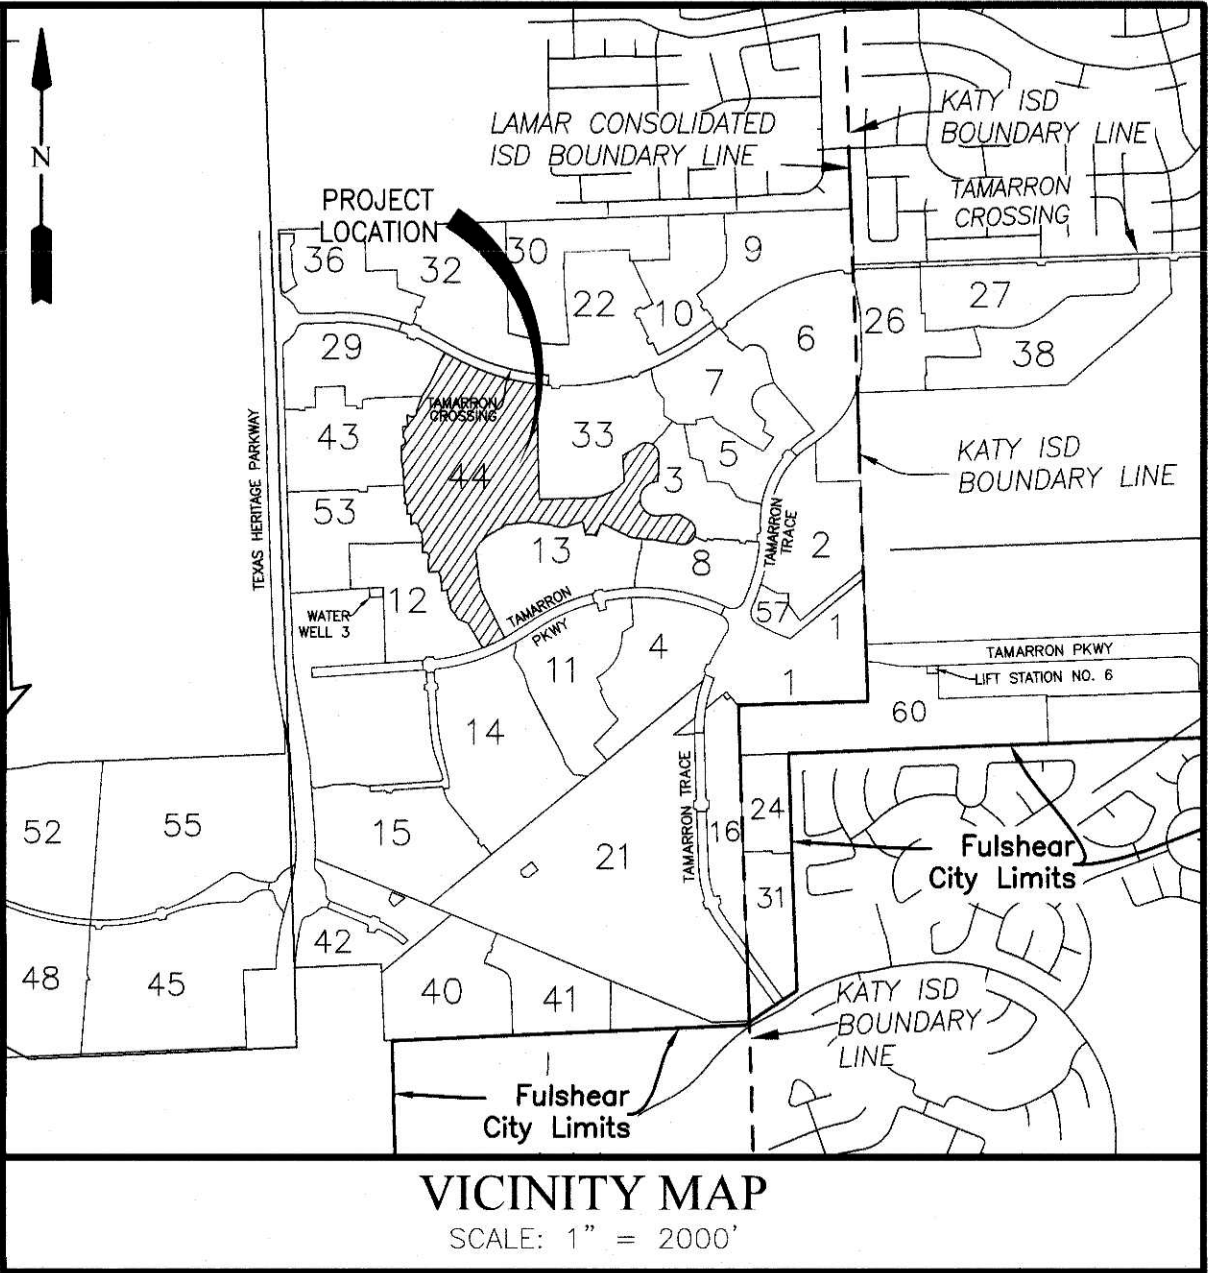 N
LAMAR CONSOLIDATED
ISD BOUNDARY LINE
KATY ISD
BOUNDARY LINE
TAMARRON
CROSSING
PROJECT
LOCATION
36
32
30
22
10
9
6
26
27
38
29
7
TAMARRON
CROSSING
43
33
5
44
3
KATY ISD
BOUNDARY LINE
TEXAS HERITAGE PARKWAY
53
13
8
TAMARRON
TRACE
2
12
WATER
WELL 3
TAMARRON
PKWY
57
1
11
4
1
TAMARRON PKWY
LIFT STATION NO. 6
60
14
TAMARRON TRACE
52
55
15
21
16
24
31
Fulshear
City Limits
42
48
45
40
41
KATY ISD
BOUNDARY
LINE
Fulshear
City Limits
VICINITY MAP
SCALE: 1" = 2000'